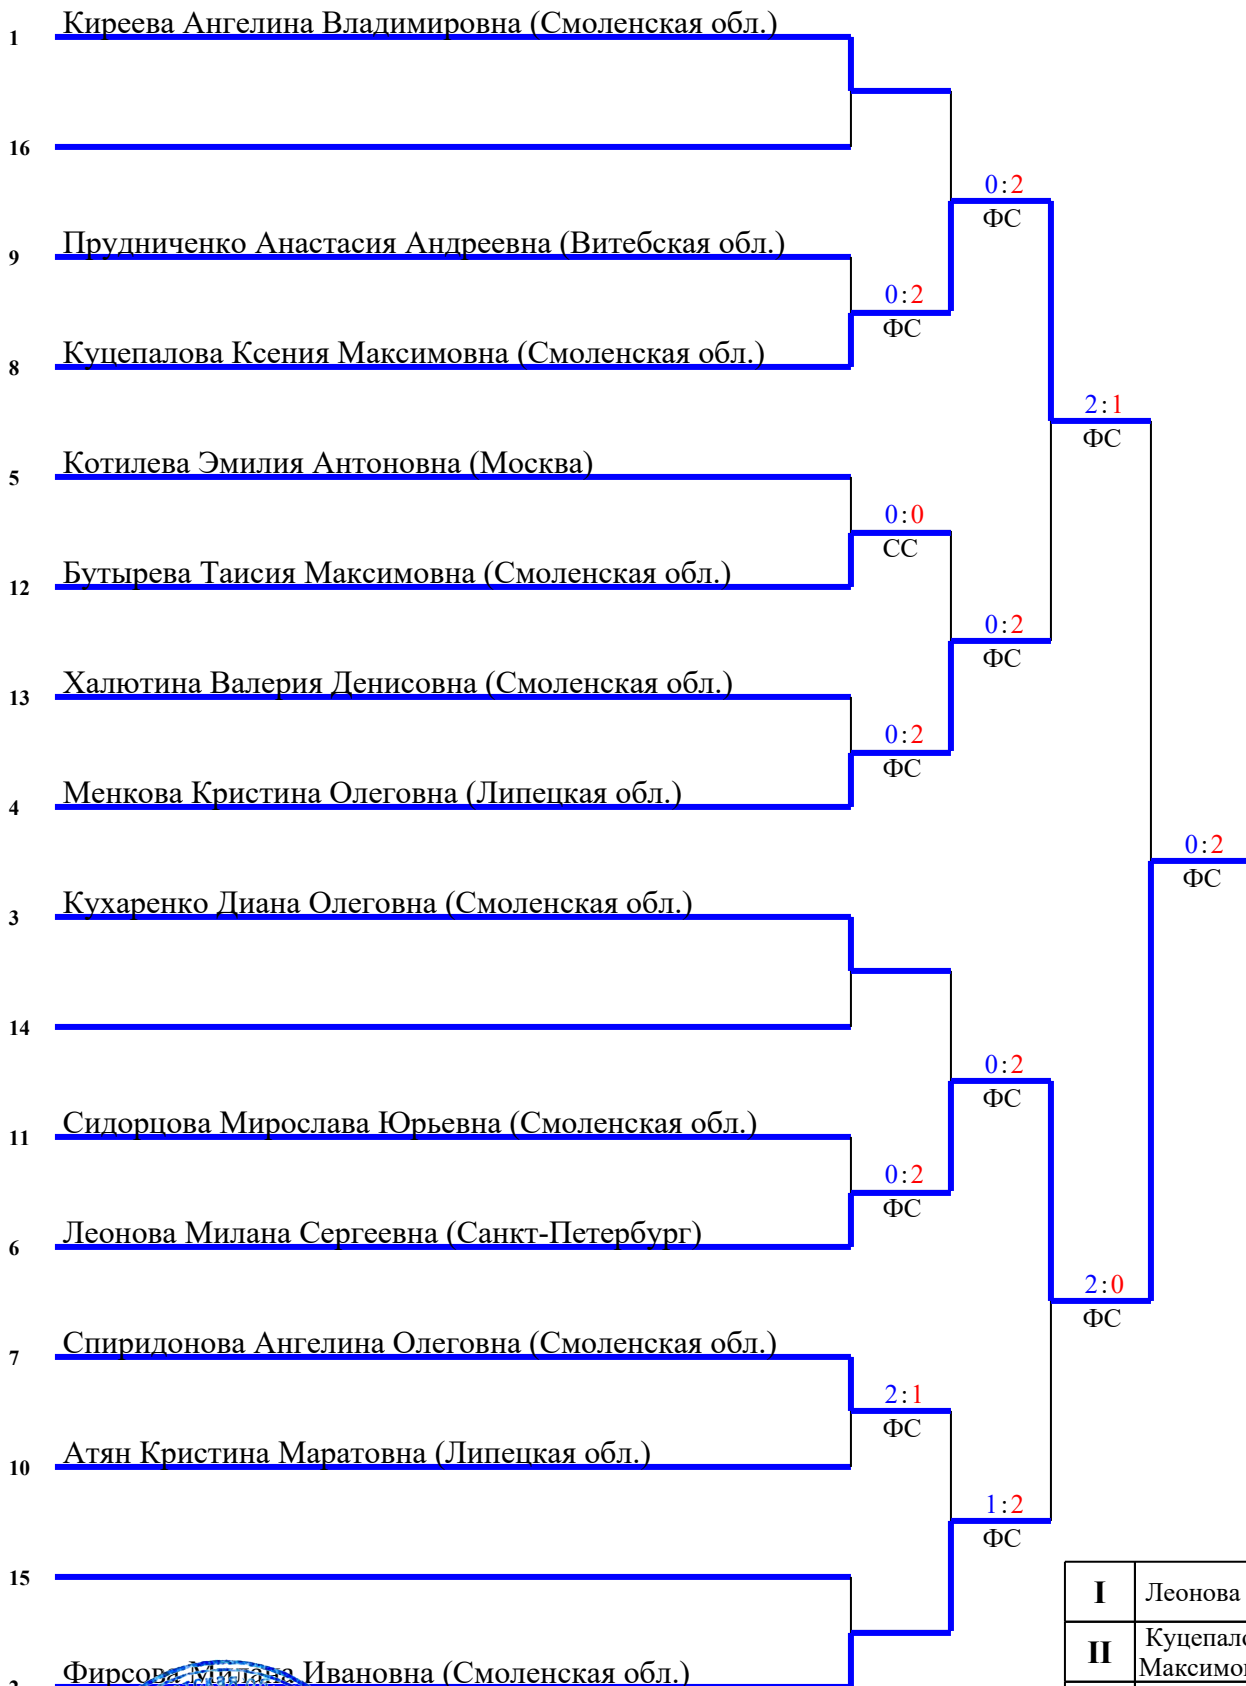 1 Киреева Ангелина Владимировна (Смоленская обл.)
16
0:2
ФС
9 Прудниченко Анастасия Андреевна (Витебская обл.)
0:2
ФС
8 Куцепалова Ксения Максимовна (Смоленская обл.)
2:1
ФС
5 Котилева Эмилия Антоновна (Москва)
0:0
СС
12 Бутырева Таисия Максимовна (Смоленская обл.)
0:2
ФС
13 Халютина Валерия Денисовна (Смоленская обл.)
0:2
ФС
4 Менкова Кристина Олеговна (Липецкая обл.)
0:2
ФС
3 Кухаренко Диана Олеговна (Смоленская обл.)
14
0:2
ФС
11 Сидорцова Мирослава Юрьевна (Смоленская обл.)
0:2
ФС
6 Леонова Милана Сергеевна (Санкт-Петербург)
2:0
ФС
7 Спиридонова Ангелина Олеговна (Смоленская обл.)
2:1
ФС
10 Атян Кристина Маратовна (Липецкая обл.)
1:2
ФС
15
I Леонова
II Куцепало
Максимов
Фирсова Милана Ивановна (Смоленская обл.)